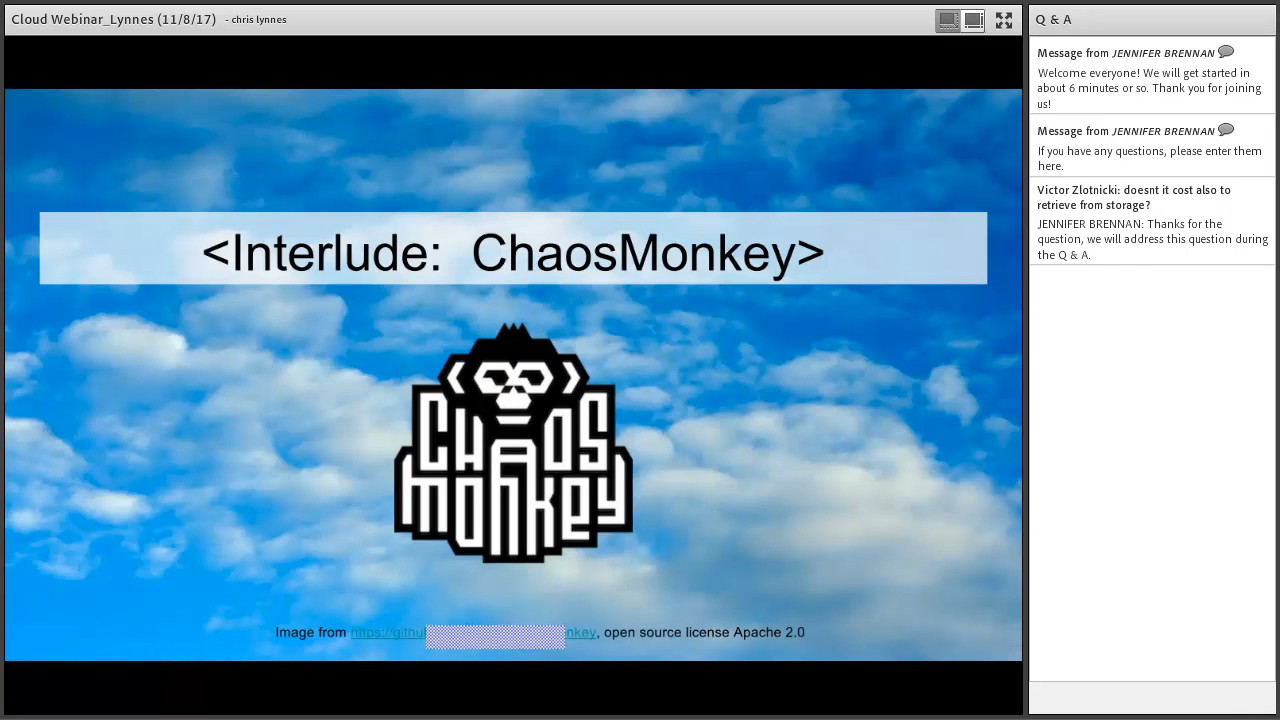 Cloud Webinar_Lynnes (11/8/17) - chris lynnes
<Interlude: ChaosMonkey>
CHAOS
monkey
Image from https://githu nkey, open source license Apache 2.0
Q & A
Message from JENNIFER BRENNAN
Welcome everyone! We will get started in
about 6 minutes or so. Thank you for joining
us!
Message from JENNIFER BRENNAN
If you have any questions, please enter them
here.
Victor Zlotnicki: doesnt it cost also to
retrieve from storage?
JENNIFER BRENNAN: Thanks for the
question, we will address this question during
the Q & A.